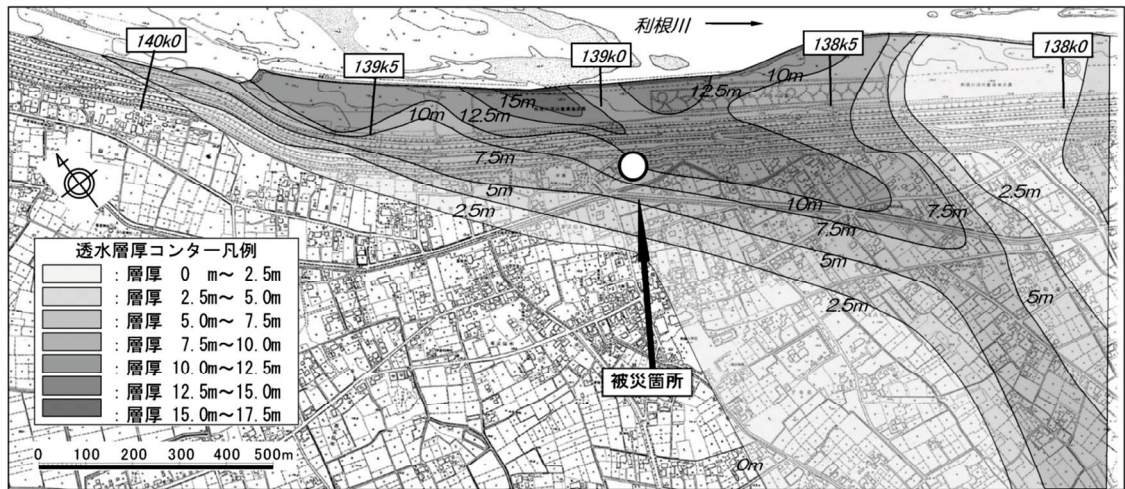 利根川
140k0
139k5
139k0
138k5
138k0
10m
15m
12.5m
10m
12.5m
7.5m
5m
2.5m
10m
7.5m
5m
2.5m
7.5m
2.5m
5m
0m
被災箇所
透水層厚コンター凡例
：層厚 0 m～ 2.5m
：層厚 2.5m～ 5.0m
：層厚 5.0m～ 7.5m
：層厚 7.5m～10.0m
：層厚 10.0m～12.5m
：層厚 12.5m～15.0m
：層厚 15.0m～17.5m
0 100 200 300 400 500m